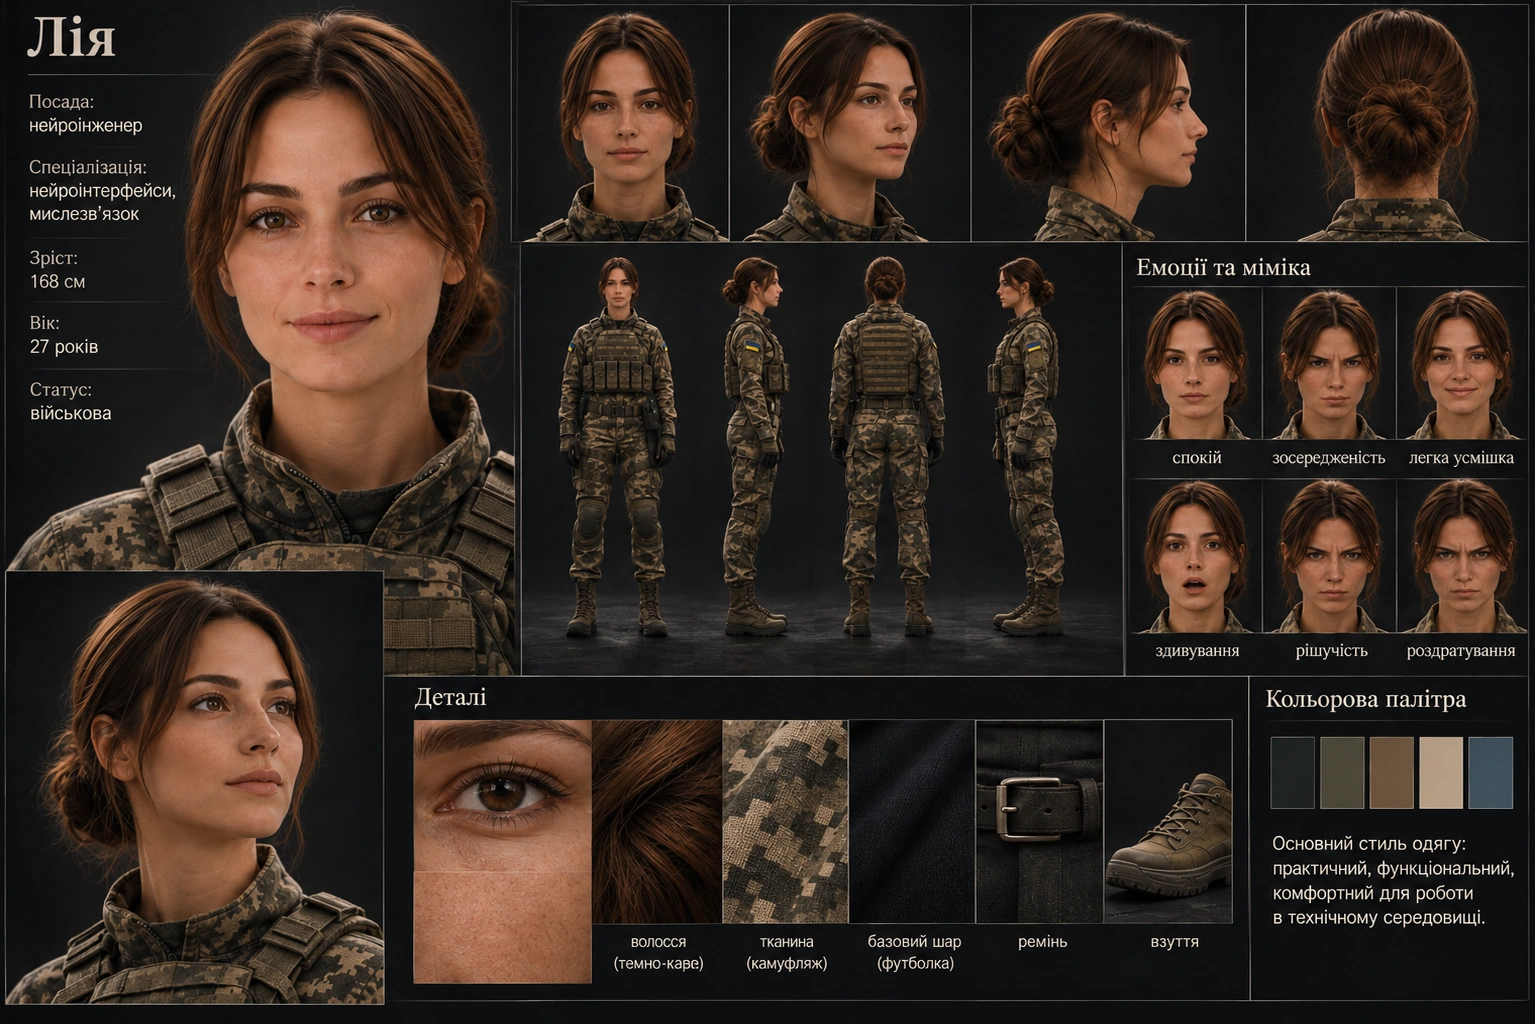 Лія
Посада:
нейроінженер
Спеціалізація:
нейроінтерфейси,
мислезв'язок
Зріст:
168 см
Вік:
27 років
Статус:
військова
Емоції та міміка
спокій
зосередженість
легка усмішка
здивування
рішучість
роздратування
Деталі
волосся
(темно-каве)
тканина
(камуфляж)
базовий шар
(футболка)
ремінь
взуття
Кольорова палітра
Основний стиль одягу:
практичний, функціональний,
комфортний для роботи
в технічному середовищі.